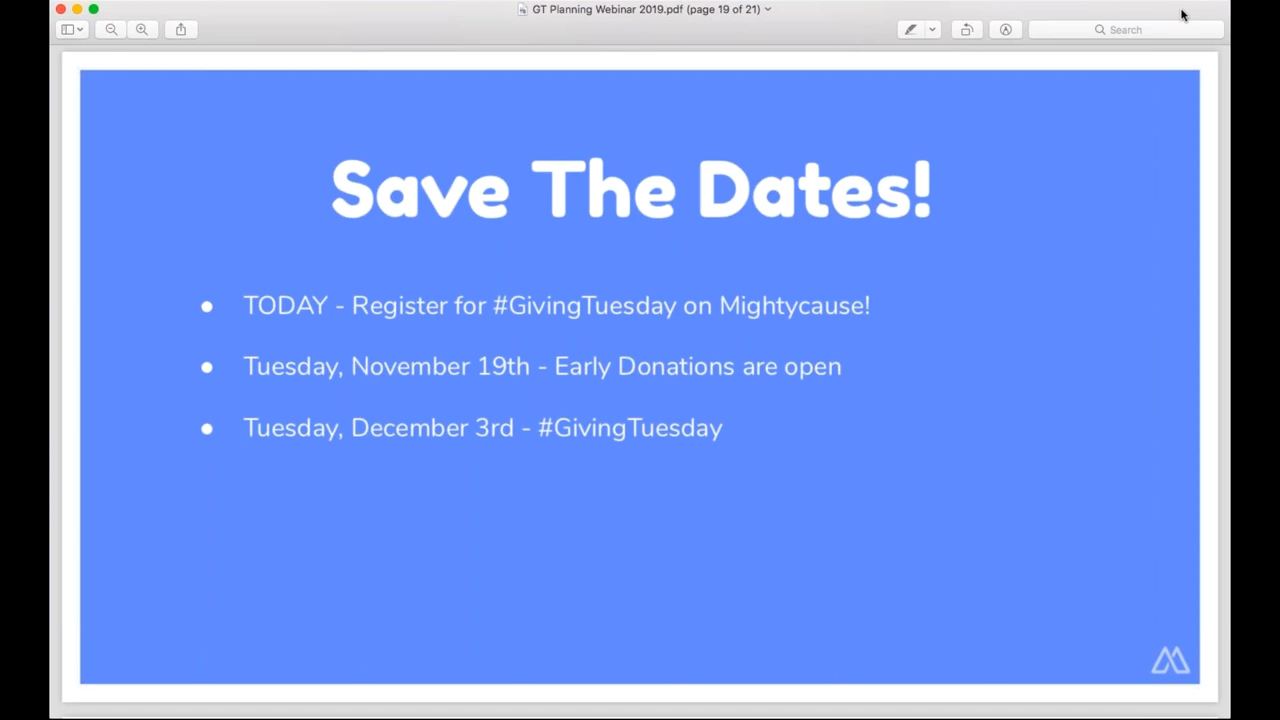 GT Planning Webinar 2019.pdf (page 19 of 21)
Search
Save The Dates!
● TODAY - Register for #GivingTuesday on Mightycause!
● Tuesday, November 19th - Early Donations are open
● Tuesday, December 3rd - #GivingTuesday